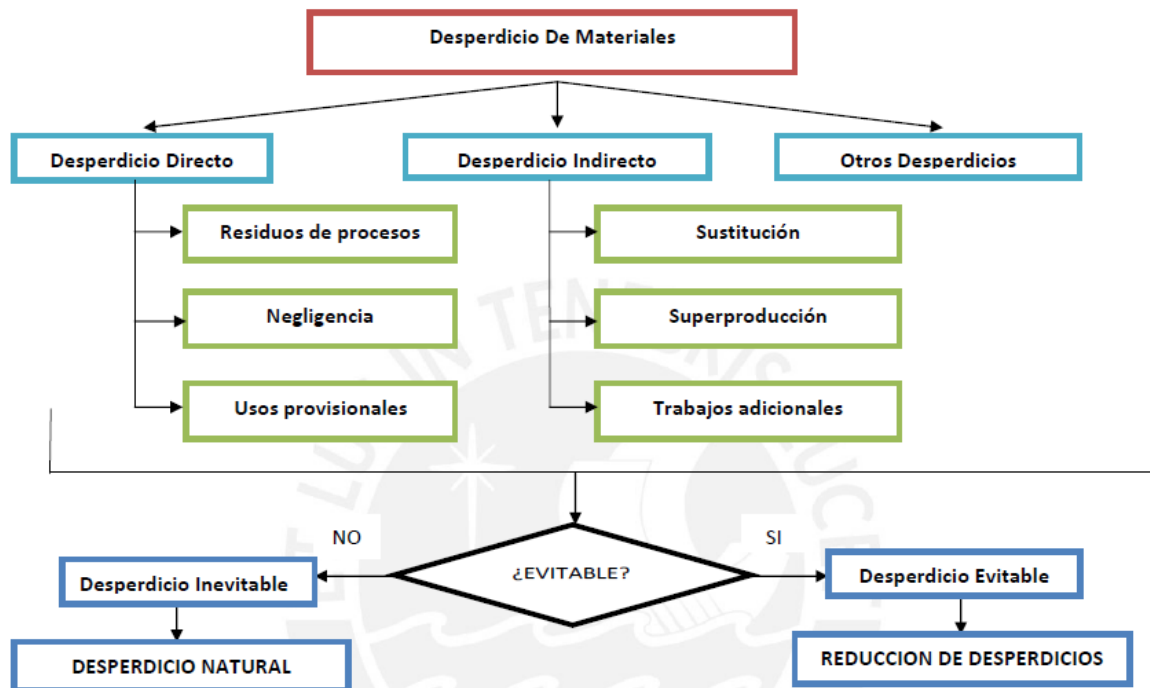 Desperdicio De Materiales
Desperdicio Directo
Desperdicio Indirecto
Otros Desperdicios
Residuos de procesos
Sustitución
Negligencia
Superproducción
Usos provisionales
Trabajos adicionales
NO
SI
¿EVITABLE?
Desperdicio Inevitable
Desperdicio Evitable
DESPERDICIO NATURAL
REDUCCION DE DESPERDICIOS